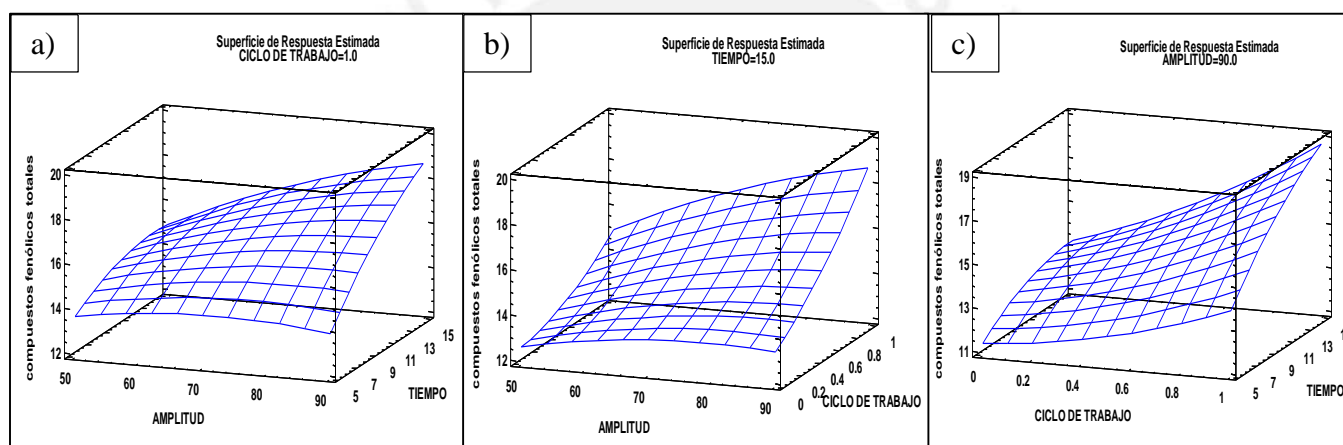 a)
Superficie de Respuesta Estimada
CICLO DE TRABAJO=1.0
compuestos fenólicos totales
20
18
16
14
12
50
60
70
80
90
AMPLITUD
5
7
9
11
13
15
TIEMPO
b)
Superficie de Respuesta Estimada
TIEMPO=15.0
compuestos fenólicos totales
20
18
16
14
12
50
60
70
80
90
AMPLITUD
0
0.2
0.4
0.6
0.8
1
CICLO DE TRABAJO
c)
Superficie de Respuesta Estimada
AMPLITUD=90.0
compuestos fenólicos totales
19
17
15
13
11
0
0.2
0.4
0.6
0.8
1
CICLO DE TRABAJO
5
7
9
11
13
TIEMPO